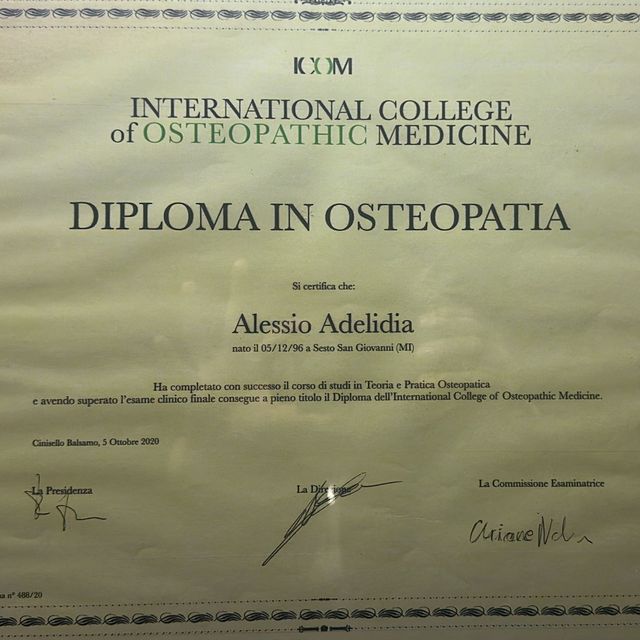 ICOM
INTERNATIONAL COLLEGE
of OSTEOPATHIC MEDICINE
DIPLOMA IN OSTEOPATIA
Si certifica che:
Alessio Adelidia
nato il 05/12/96 a Sesto San Giovanni (MI)
Ha completato con successo il corso di studi in Teoria e Pratica Osteopatica
e avendo superato l'esame clinico finale consegue a pieno titolo il Diploma dell'International College of Osteopathic Medicine.
Cinisello Balsamo, 5 Ottobre 2020
La Presidenza
La Direzione
La Commissione Esaminatrice
n° 488/20